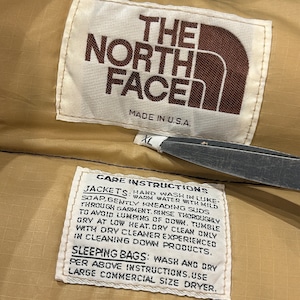 THE
NORTH
FACE
MADE IN U.S.A.
XL
CARE INSTRUCTIONS
JACKETS: HAND WASH IN LUKE-
WARM WATER WITH MILD
SOAP, GENTLY KNEADING SUDS
THROUGH GARMENT. RINSE THOROUGHLY
TO AVOID LUMPING OF DOWN. TUMBLE
DRY AT LOW HEAT. DRY CLEAN ONLY
WITH DRY CLEANER EXPERIENCED
IN CLEANING DOWN PRODUCTS.
SLEEPING BAGS: WASH AND DRY
PER ABOVE INSTRUCTIONS. USE
LARGE COMMERCIAL SIZE DRYER.